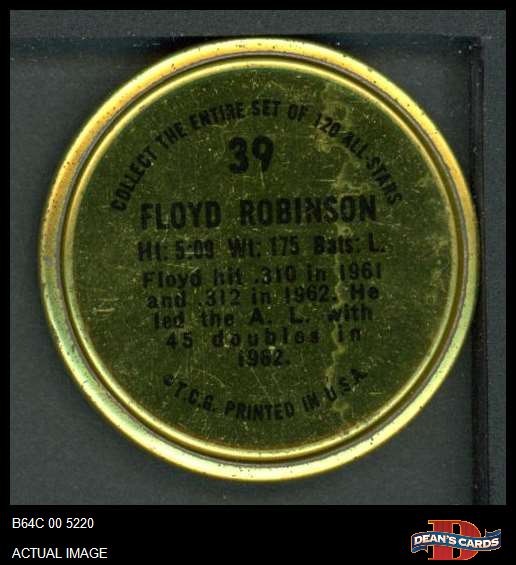 COLLECT THE ENTIRE SET OF 120 ALL-STARS
39
FLOYD ROBINSON
Ht: 5:09 Wt: 175 Bats: L.
Floyd hit .310 in 1961
and .312 in 1962. He
led the A. L. with
45 doubles in
1962.
©T.C.G. PRINTED IN U.S.A.
B64C 00 5220
ACTUAL IMAGE
D
DEAN'S CARDS